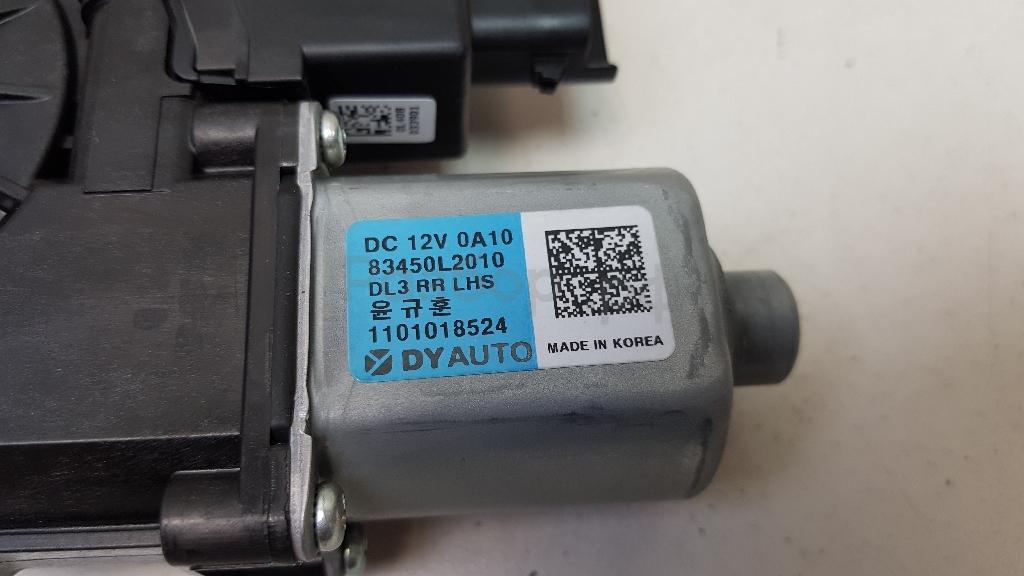 DC 12V 0A10
83450L2010
DL3 RR LHS
윤규훈
1101018524
DYAUTO
MADE IN KOREA